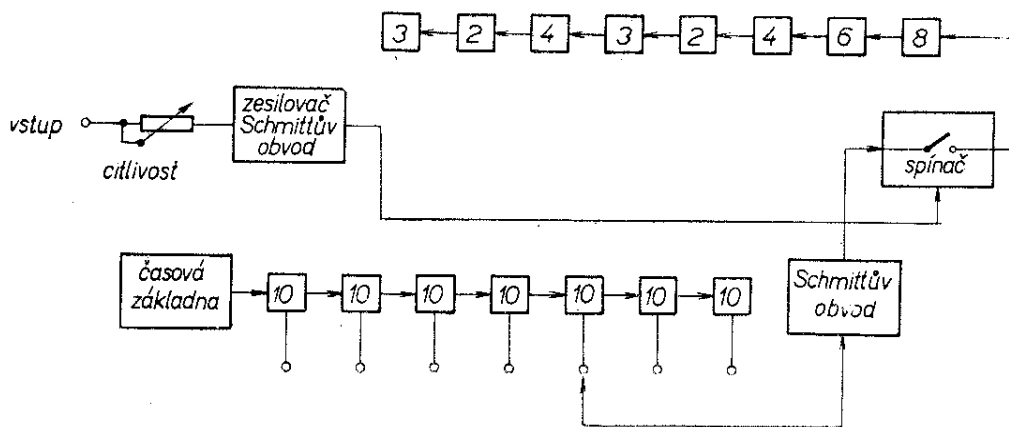 3 2 4 3 2 4 6 8
vstup
citlivost
zesilovač
Schmittův
obvod
spínač
časová
základna
10 10 10 10 10 10 10
Schmittův
obvod